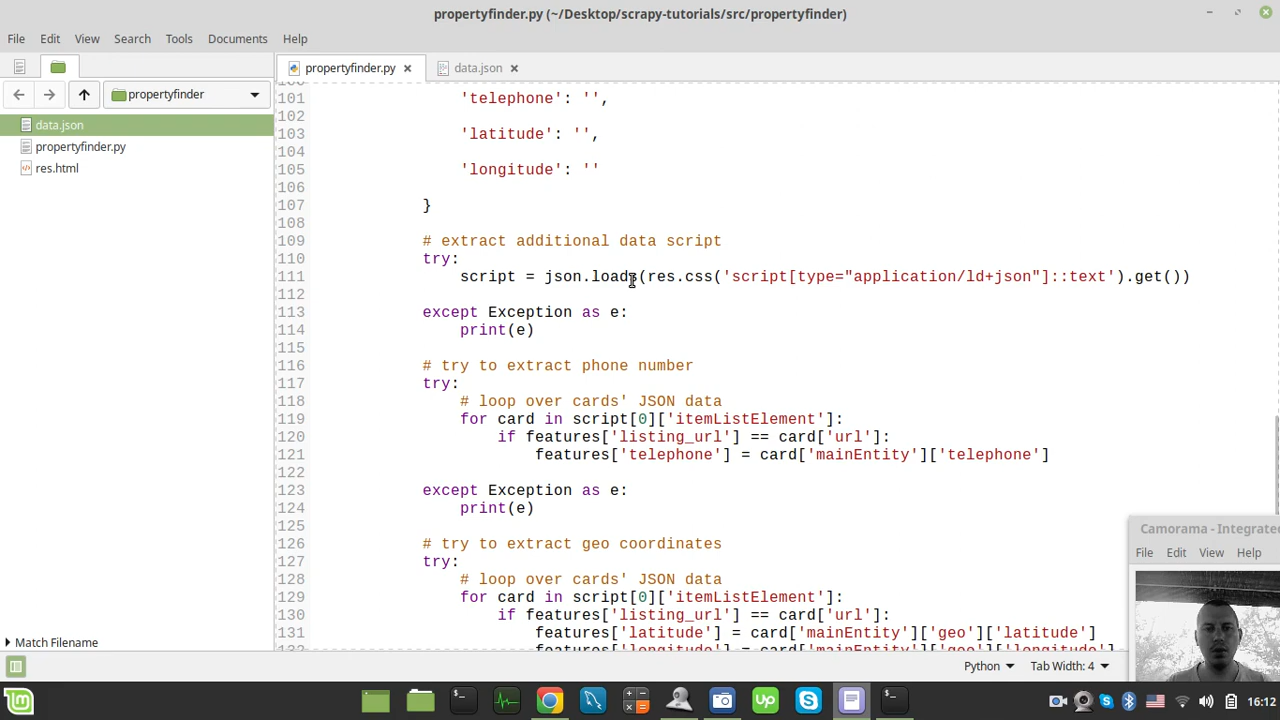 propertyfinder.py (~/Desktop/scrapy-tutorials/src/propertyfinder)
File Edit View Search Tools Documents Help
propertyfinder.py data.json
propertyfinder
data.json
propertyfinder.py
res.html
101 'telephone': '',
102
103 'latitude': '',
104
105 'longitude': ''
106
107 }
108
109 # extract additional data script
110 try:
111 script = json.loads(res.css('script[type="application/ld+json"]::text').get())
112
113 except Exception as e:
114 print(e)
115
116 # try to extract phone number
117 try:
118 # loop over cards' JSON data
119 for card in script[0]['itemListElement']:
120 if features['listing_url'] == card['url']:
121 features['telephone'] = card['mainEntity']['telephone']
122
123 except Exception as e:
124 print(e)
125
126 # try to extract geo coordinates
127 try:
128 # loop over cards' JSON data
129 for card in script[0]['itemListElement']:
130 if features['listing_url'] == card['url']:
131 features['latitude'] = card['mainEntity']['geo']['latitude']
Camorama - Integrated
File Edit View Help
Match Filename
Python Tab Width: 4
Up
16:12